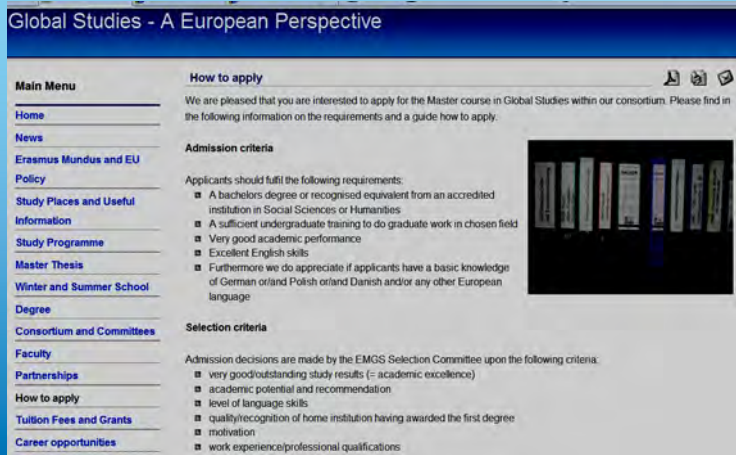 Global Studies - A European Perspective
Main Menu
Home
News
Erasmus Mundus and EU
Policy
Study Places and Useful
Information
Study Programme
Master Thesis
Winter and Summer School
Degree
Consortium and Committees
Faculty
Partnerships
How to apply
Tuition Fees and Grants
Career opportunities
How to apply
We are pleased that you are interested to apply for the Master course in Global Studies within our consortium. Please find in
the following information on the requirements and a guide how to apply.
Admission criteria
Applicants should fulfil the following requirements:
A bachelors degree or recognised equivalent from an accredited
institution in Social Sciences or Humanities
A sufficient undergraduate training to do graduate work in chosen field
Very good academic performance
Excellent English skills
Furthermore we do appreciate if applicants have a basic knowledge
of German or/and Polish or/and Danish and/or any other European
language
Selection criteria
Admission decisions are made by the EMGS Selection Committee upon the following criteria:
very good/outstanding study results (= academic excellence)
academic potential and recommendation
level of language skills
quality/recognition of home institution having awarded the first degree
motivation
work experience/professional qualifications